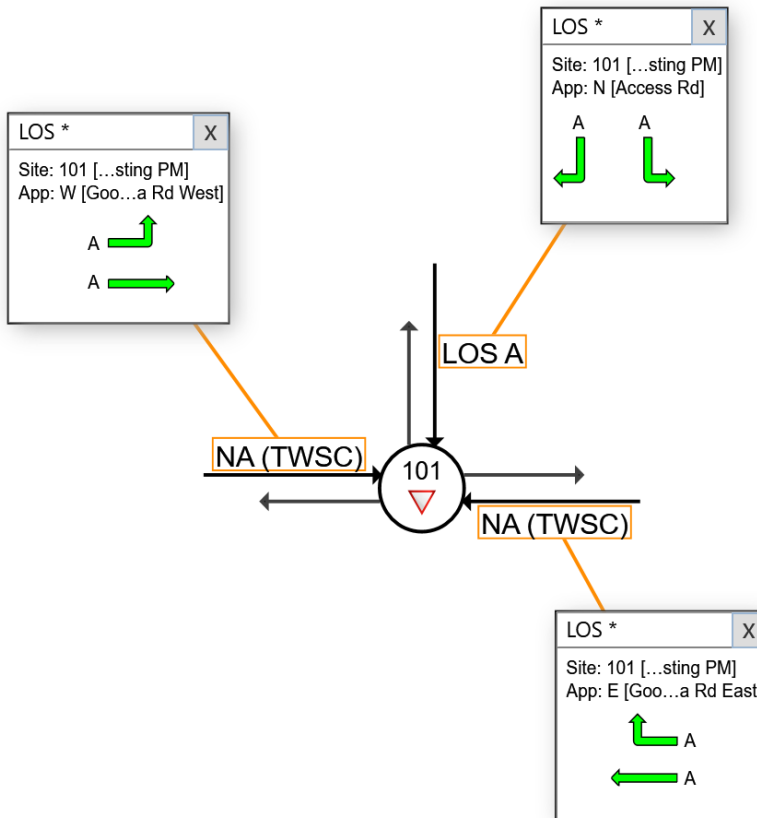 LOS *
X
Site: 101 […sting PM]
App: N [Access Rd]
A A
LOS *
X
Site: 101 […sting PM]
App: W [Goo…a Rd West]
A
A
LOS A
NA (TWSC)
101
NA (TWSC)
LOS *
X
Site: 101 […sting PM]
App: E [Goo…a Rd East
A
A